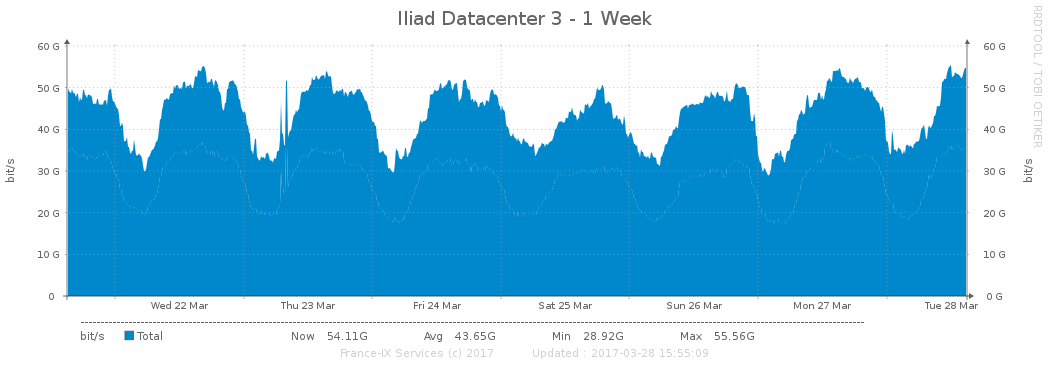 Iliad Datacenter 3 - 1 Week
RRDTOOL / TOBI OETIKER
60 G 60 G
50 G 50 G
40 G 40 G
30 G 30 G
20 G 20 G
10 G 10 G
0 0 G
bit/s
bit/s
Wed 22 Mar Thu 23 Mar Fri 24 Mar Sat 25 Mar Sun 26 Mar Mon 27 Mar Tue 28 Mar
bit/s Total Now 54.11G Avg 43.65G Min 28.92G Max 55.56G
France-IX Services (c) 2017 Updated : 2017-03-28 15:55:09